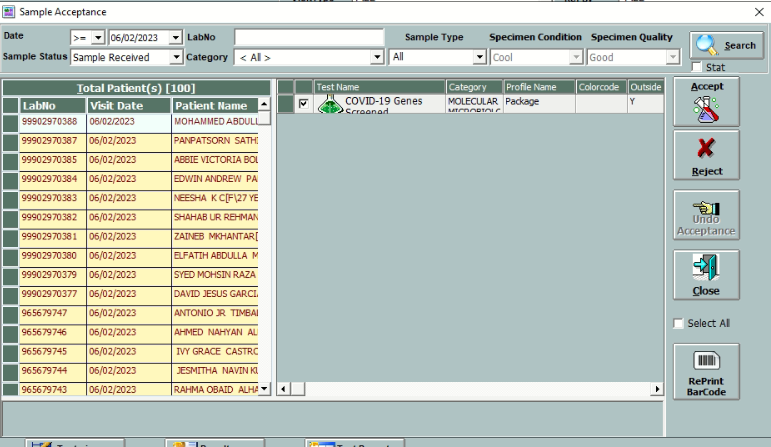 Sample Acceptance
Date >= 06/02/2023 LabNo Sample Type Specimen Condition Specimen Quality Search
Sample Status Sample Received Category < All > All Cool Good
Stat
Total Patient(s) [100]
LabNo Visit Date Patient Name
99902970388 06/02/2023 MOHAMMED ABDULL
99902970387 06/02/2023 PANPATSORN SATH
99902970385 06/02/2023 ABBIE VICTORIA BOL
99902970384 06/02/2023 EDWIN ANDREW PA
99902970383 06/02/2023 NEESHA K C[F\27 YE
99902970382 06/02/2023 SHAHAB UR REHMAN
99902970381 06/02/2023 ZAINEB MKHANTAR[
99902970380 06/02/2023 ELFATIH ABDULLA M
99902970379 06/02/2023 SYED MOHSIN RAZA
99902970377 06/02/2023 DAVID JESUS GARCI
965679747 06/02/2023 ANTONIO JR TIMBA
965679746 06/02/2023 AHMED NAHYAN AL
965679745 06/02/2023 IVY GRACE CASTRO
965679744 06/02/2023 JESMITHA NAVIN KU
965679743 06/02/2023 RAHMA OBAID ALHA
Test Name Category Profile Name Colorcode Outside
COVID-19 Genes MOLECULAR Package Y
Screened MICROBIOLC
Accept
Reject
Undo
Acceptance
Close
Select All
RePrint
BarCode